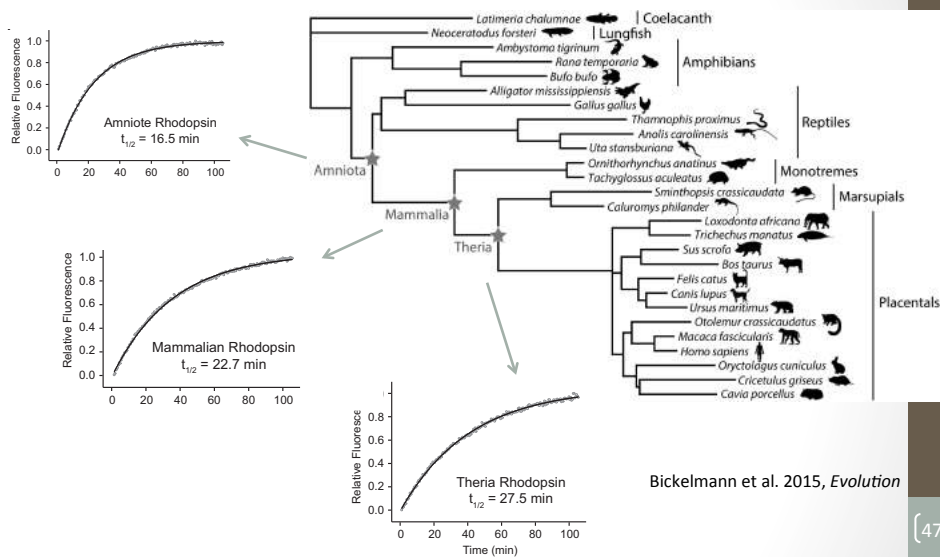 Relative Fluorescence
1.0
0.8
0.6
0.4
0.2
0.0
0 20 40 60 80 100
Amniote Rhodopsin
t1/2 = 16.5 min
Latimeria chalumnae
Coelacanth
Neoceratodus forsteri
Lungfish
Ambystoma tigrinum
Rana temporaria
Bufo bufo
Amphibians
Alligator mississippiensis
Gallus gallus
Thamnophis proximus
Anolis carolinensis
Uta stansburiana
Reptiles
Ornithorhynchus anatinus
Tachyglossus aculeatus
Monotremes
Sminthopsis crassicaudata
Caluromys philander
Marsupials
Loxodonta africana
Trichechus manatus
Sus scrofa
Bos taurus
Felis catus
Canis lupus
Ursus maritimus
Otolemur crassicaudatus
Macaca fascicularis
Homo sapiens
Oryctolagus cuniculus
Cricetulus griseus
Cavia porcellus
Placentals
Amniota
Mammalia
Theria
Relative Fluorescence
1.0
0.8
0.6
0.4
0.2
0.0
0 20 40 60 80 100
Mammalian Rhodopsin
t1/2 = 22.7 min
Relative Fluorescence
0.8
0.6
0.4
0.2
0.0
0 20 40 60 80 100
Time (min)
Theria Rhodopsin
t1/2 = 27.5 min
Bickelmann et al. 2015, Evolution
47